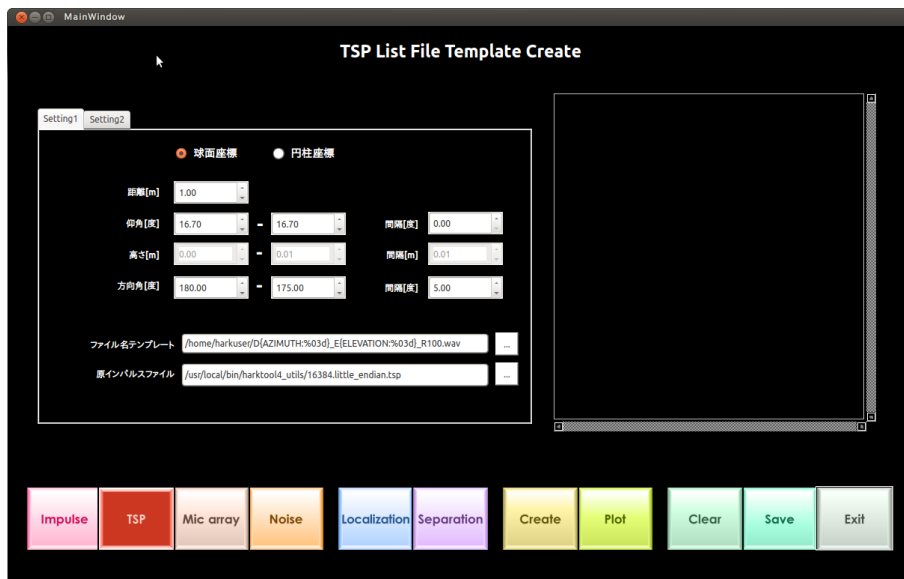 MainWindow
TSP List File Template Create
Setting1 Setting2
球面座標 円柱座標
距離[m] 1.00
仰角[度] 16.70 - 16.70 間隔[度] 0.00
高さ[m] 0.00 - 0.01 間隔[m] 0.01
方向角[度] 180.00 - 175.00 間隔[度] 5.00
ファイル名テンプレート /home/harkuser/D{AZIMUTH:%03d}_E{ELEVATION:%03d}_R100.wav ...
原インパルスファイル /usr/local/bin/harktool4_utils/16384.little_endian.tsp ...
Impulse TSP Mic array Noise Localization Separation Create Plot Clear Save Exit